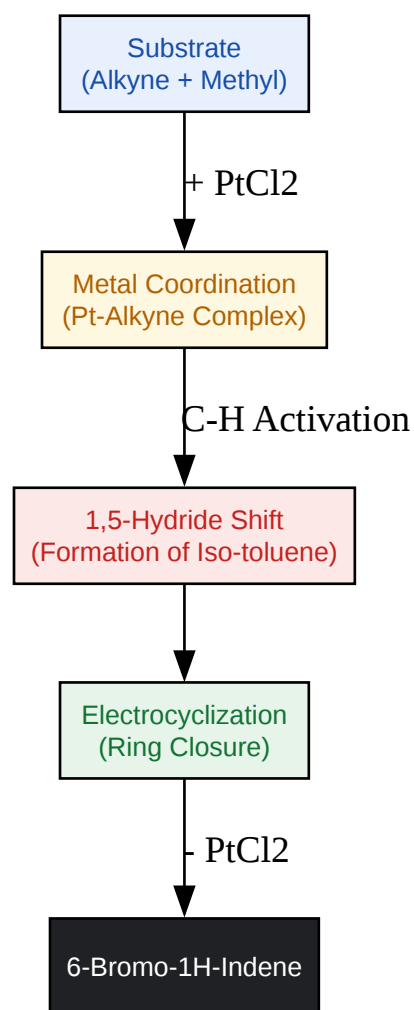 Substrate
(Alkyne + Methyl)
+ PtCl2
Metal Coordination
(Pt-Alkyne Complex)
C-H Activation
1,5-Hydride Shift
(Formation of Iso-toluene)
Electrocyclization
(Ring Closure)
- PtCl2
6-Bromo-1H-Indene